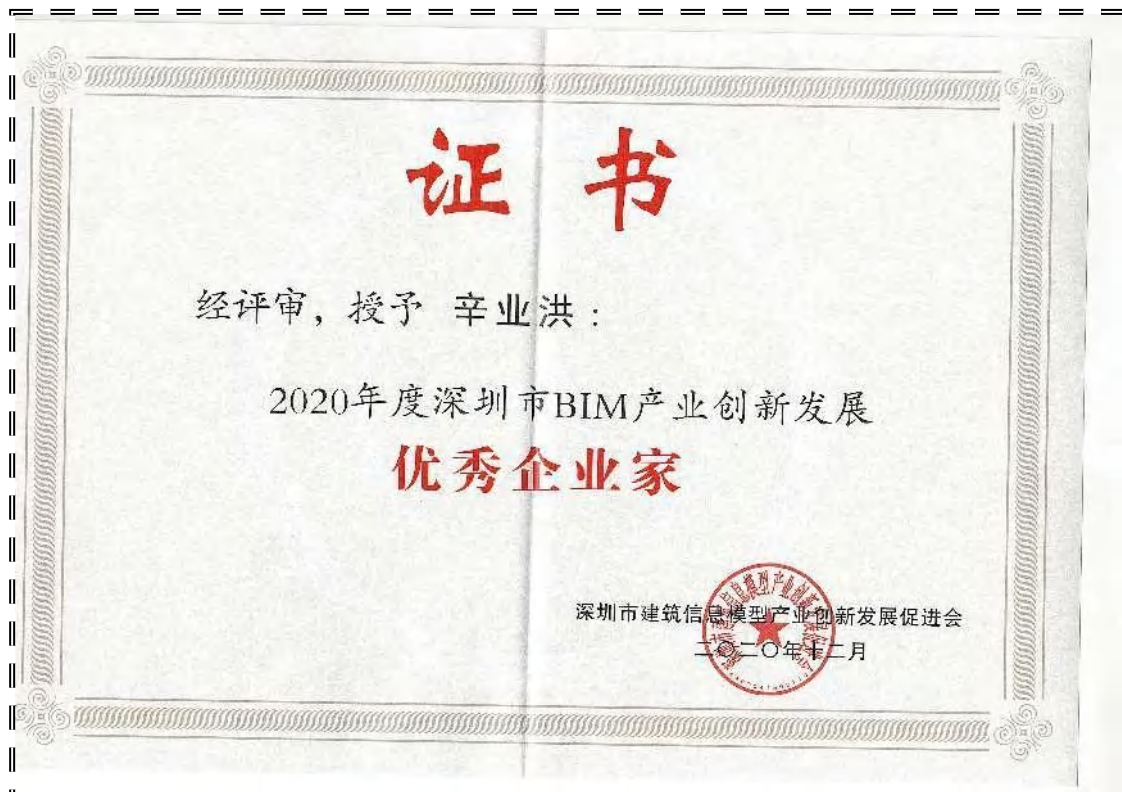 证书
经评审，授予 辛业洪：
2020年度深圳市BIM产业创新发展
优秀企业家
深圳市建筑信息模型产业创新发展促进会
二〇二〇年十二月